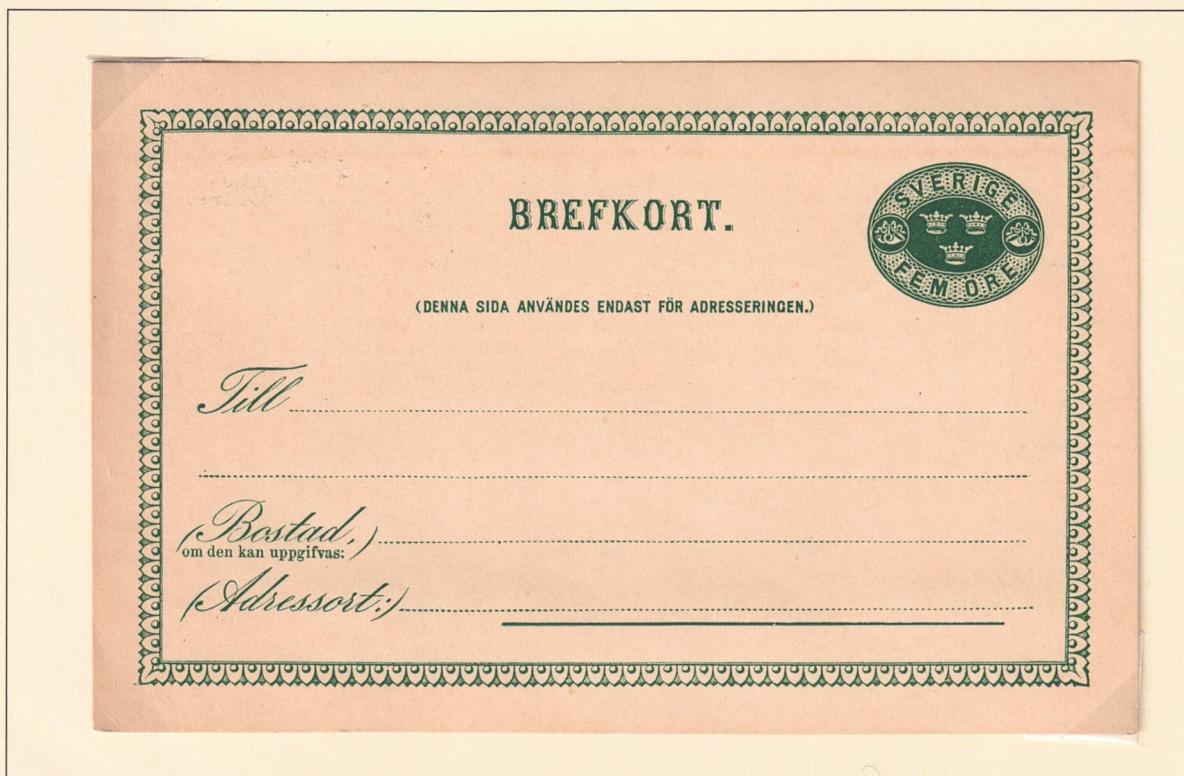 BREFKORT.
SVERIGE
FEM ÖRE
(DENNA SIDA ANVÄNDES ENDAST FÖR ADRESSERINGEN.)
Till
(Bostad,)
om den kan uppgifvas:
(Adressort:)